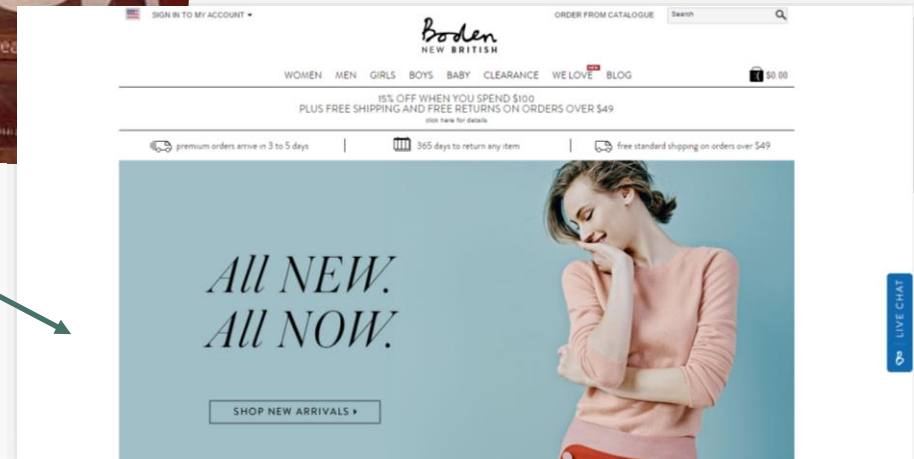 SIGN IN TO MY ACCOUNT
ORDER FROM CATALOGUE
Search
Boden
NEW BRITISH
WOMEN MEN GIRLS BOYS BABY CLEARANCE WE LOVE NEW BLOG
$0.00
15% OFF WHEN YOU SPEND $100
PLUS FREE SHIPPING AND FREE RETURNS ON ORDERS OVER $49
click here for details
premium orders arrive in 3 to 5 days
365 days to return any item
free standard shipping on orders over $49
All NEW.
All NOW.
SHOP NEW ARRIVALS
LIVE CHAT